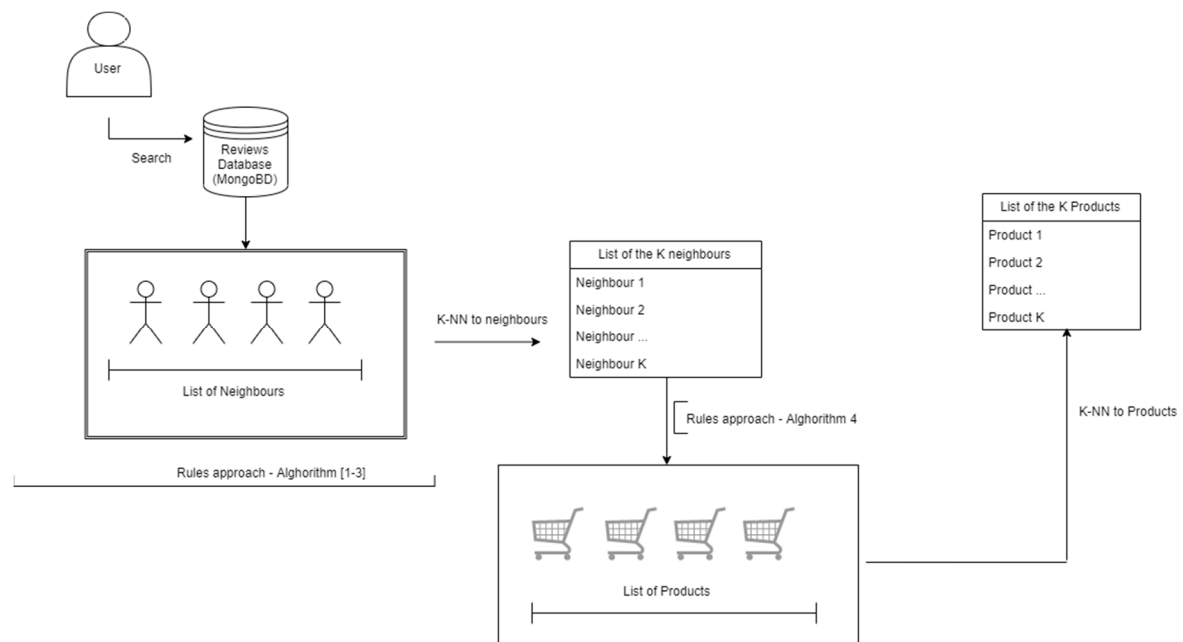 User
Search
Reviews
Database
(MongoBD)
List of Neighbours
Rules approach - Alghorithm [1-3]
K-NN to neighbours
List of the K neighbours
Neighbour 1
Neighbour 2
Neighbour ...
Neighbour K
Rules approach - Alghorithm 4
List of Products
K-NN to Products
List of the K Products
Product 1
Product 2
Product ...
Product K